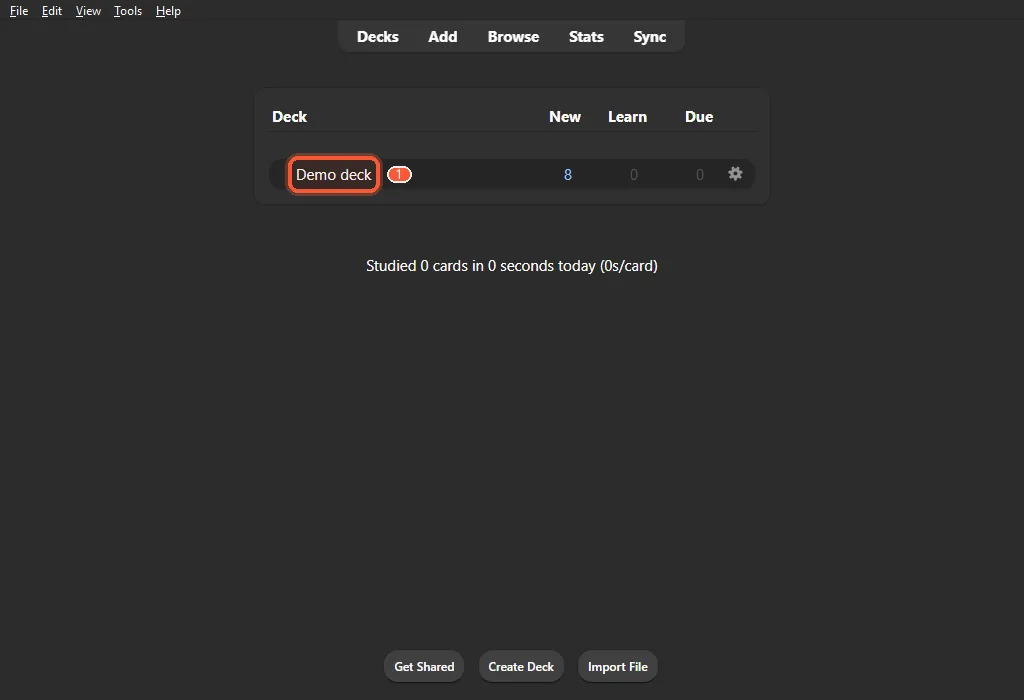 File Edit View Tools Help
Decks Add Browse Stats Sync
Deck New Learn Due
Demo deck 1 8 0 0
Studied 0 cards in 0 seconds today (0s/card)
Get Shared Create Deck Import File